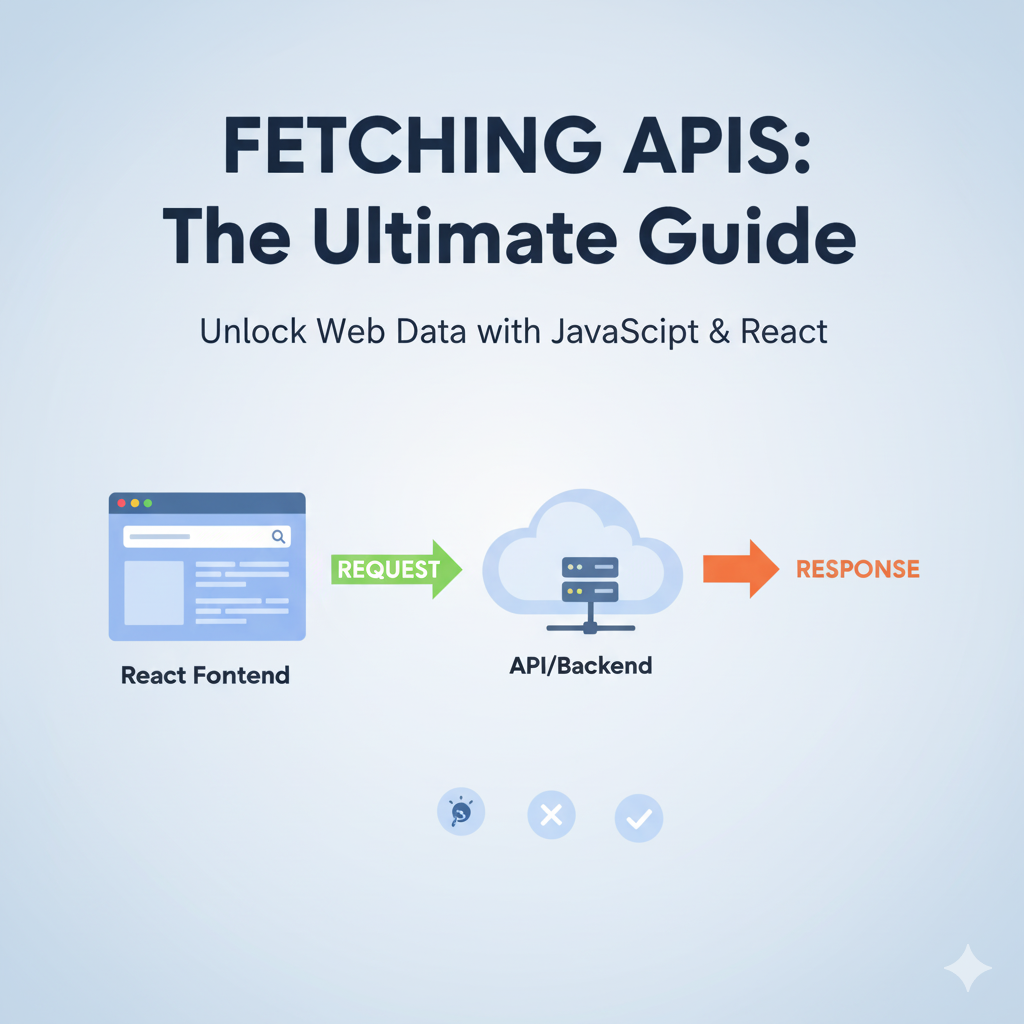 FETCHING APIS:
The Ultimate Guide
Unlock Web Data with JavaScipt & React
REQUEST
RESPONSE
React Fontend
API/Backend